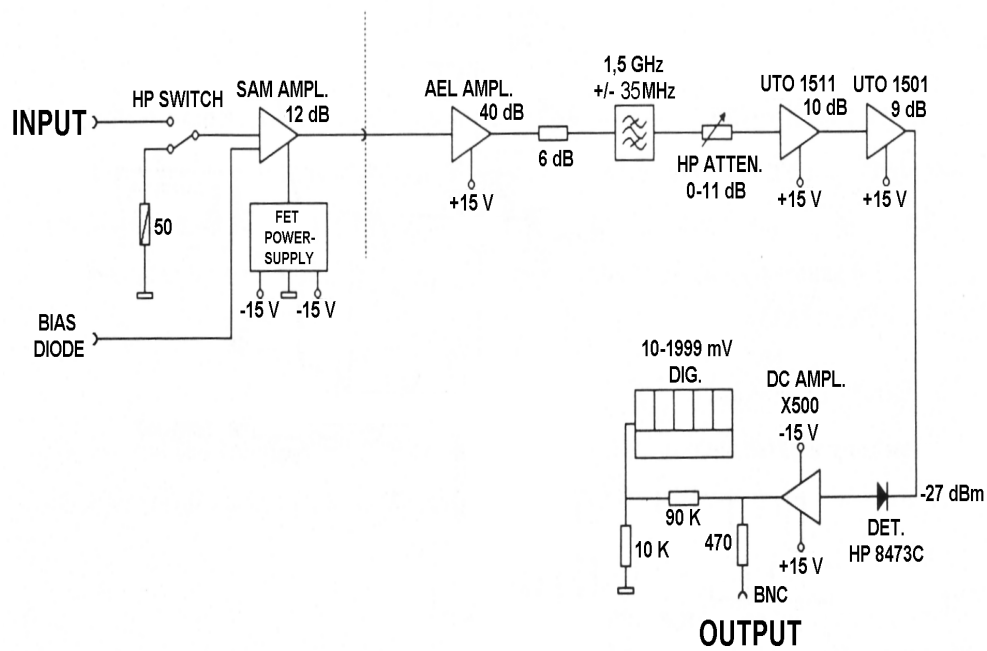 1,5 GHz
+/- 35MHz
UTO 1511
10 dB
UTO 1501
9 dB
SAM AMPL.
12 dB
AEL AMPL.
40 dB
HP SWITCH
INPUT
6 dB
HP ATTEN.
0-11 dB
+15 V
+15 V
+15 V
50
FET
POWER-
SUPPLY
-15 V
-15 V
BIAS
DIODE
10-1999 mV
DIG.
DC AMPL.
X500
-15 V
-27 dBm
90 K
DET.
HP 8473C
10 K
470
+15 V
BNC
OUTPUT